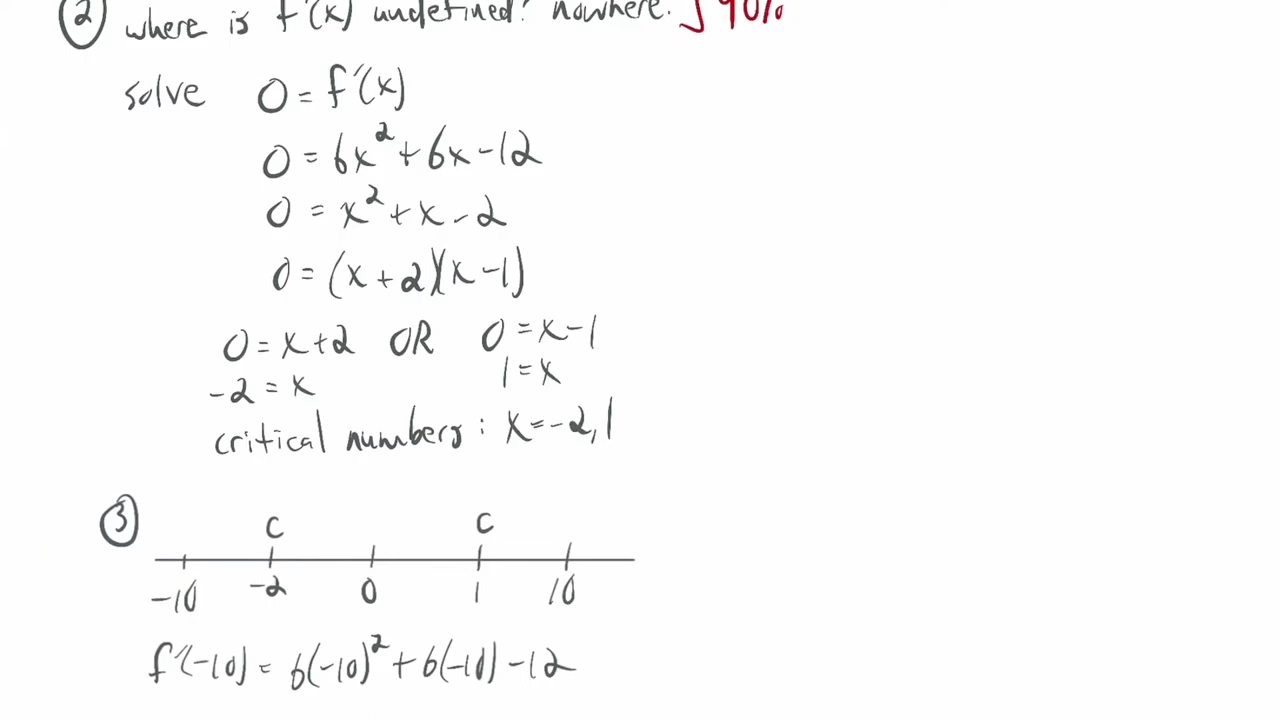 ② where is f'(x) undefined? nowhere. 90%
solve 0 = f'(x)
0 = 6x² + 6x - 12
0 = x² + x - 2
0 = (x + 2)(x - 1)
0 = x + 2 OR 0 = x - 1
-2 = x 1 = x
critical numbers : x = -2, 1
③ C C
-10 -2 0 1 10
f'(-10) = 6(-10)² + 6(-10) - 12